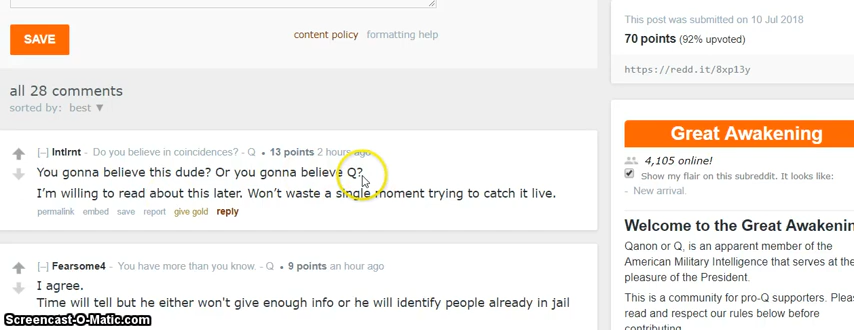 SAVE
content policy formatting help
all 28 comments
sorted by: best ▼
[–] Intlrnt - Do you believe in coincidences? - Q • 13 points 2 hours ago
You gonna believe this dude? Or you gonna believe Q?
I'm willing to read about this later. Won't waste a single moment trying to catch it live.
permalink embed save report give gold reply
[–] Fearsome4 - You have more than you know. - Q • 9 points an hour ago
I agree.
Time will tell but he either won't give enough info or he will identify people already in jail
Screencast-O-Matic.com
This post was submitted on 10 Jul 2018
70 points (92% upvoted)
https://redd.it/8xp13y
Great Awakening
4,105 online!
Show my flair on this subreddit. It looks like:
- New arrival.
Welcome to the Great Awakenin
Qanon or Q, is an apparent member of the
American Military Intelligence that serves at the
pleasure of the President.
This is a community for pro-Q supporters. Plea
read and respect our rules below before
contributing.